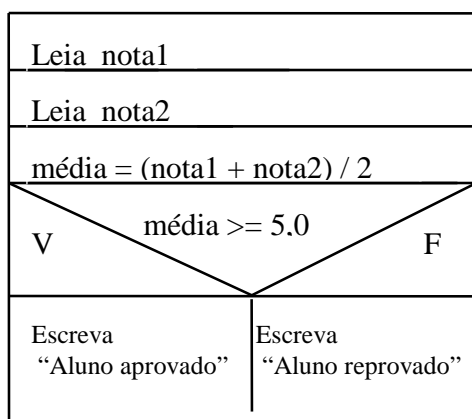 Leia nota1
Leia nota2
média = (nota1 + nota2) / 2
média >= 5,0
V
F
Escreva
“Aluno aprovado”
Escreva
“Aluno reprovado”